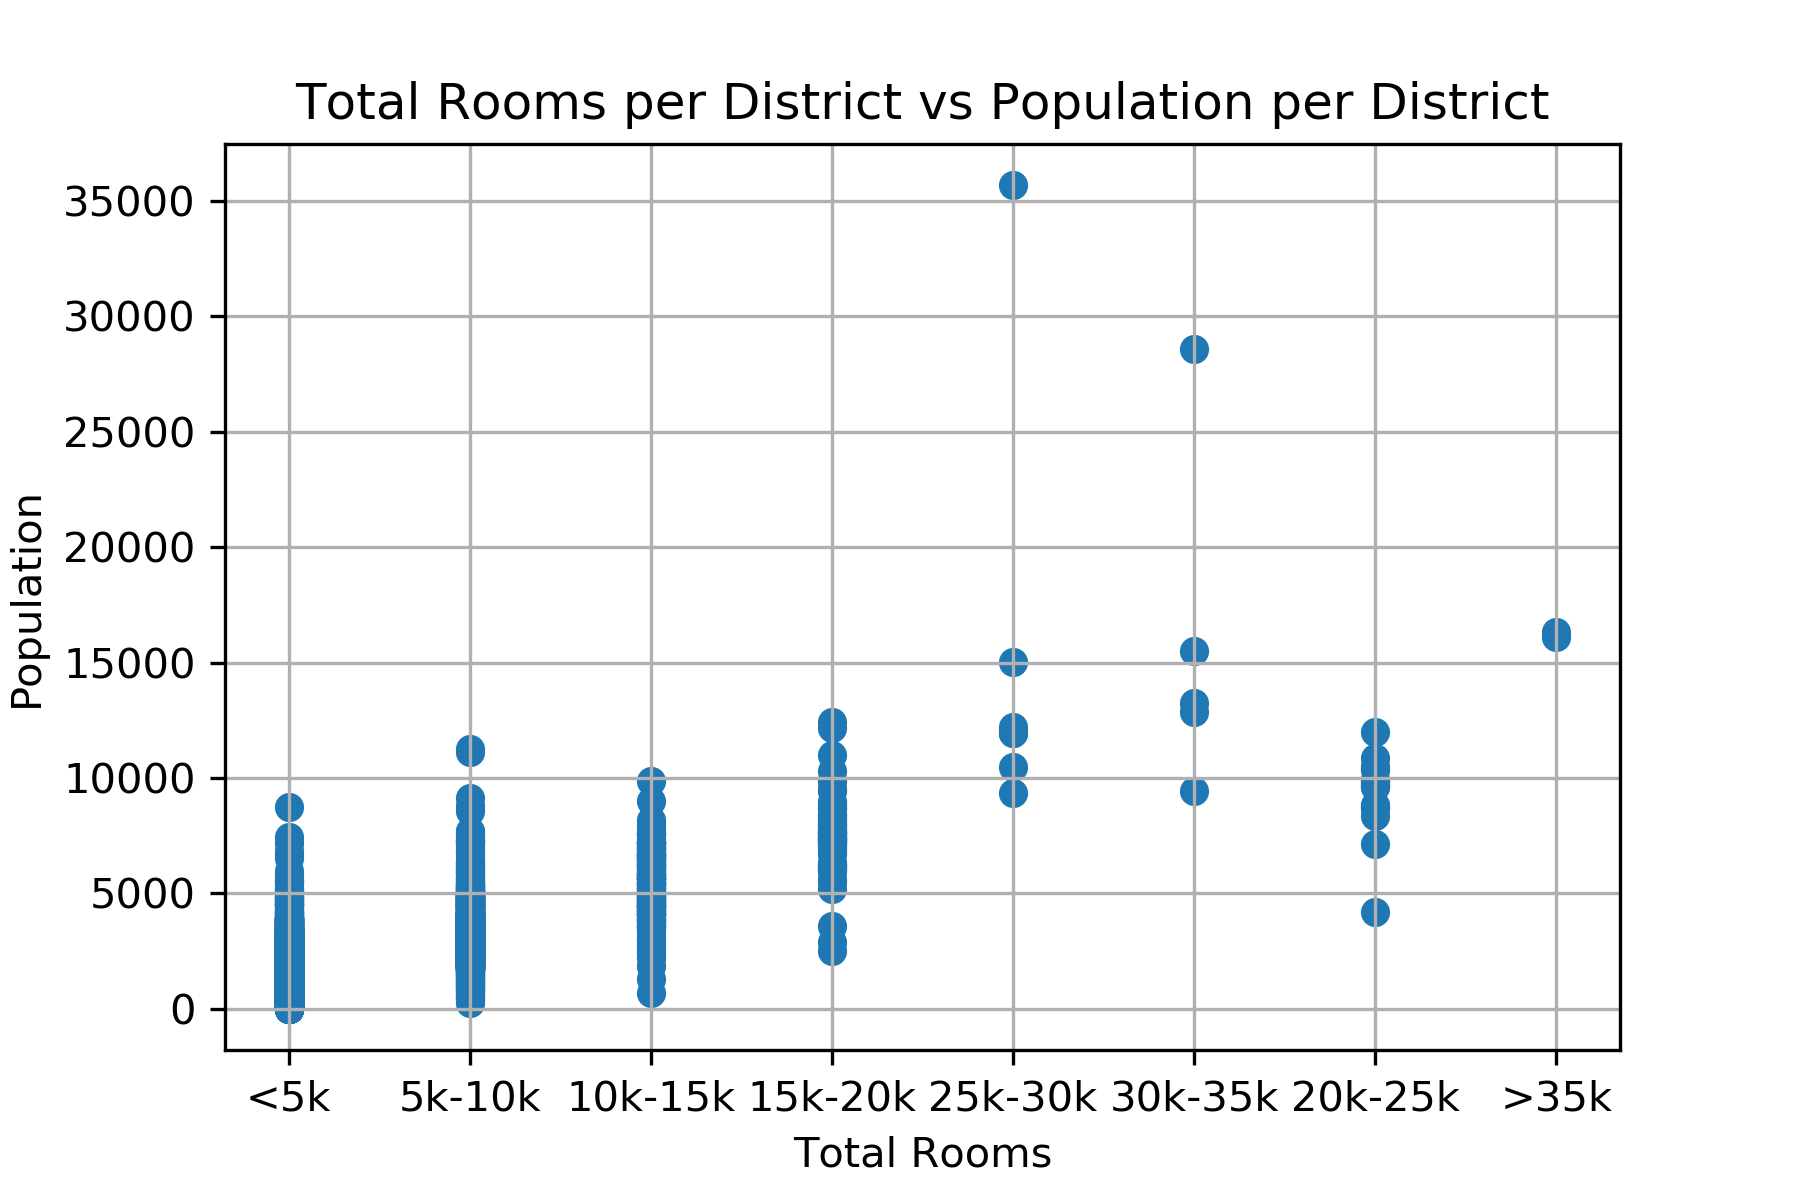 Total Rooms per District vs Population per District
35000
30000
25000
20000
15000
10000
5000
0
Population
<5k 5k-10k 10k-15k 15k-20k 25k-30k 30k-35k 20k-25k >35k
Total Rooms